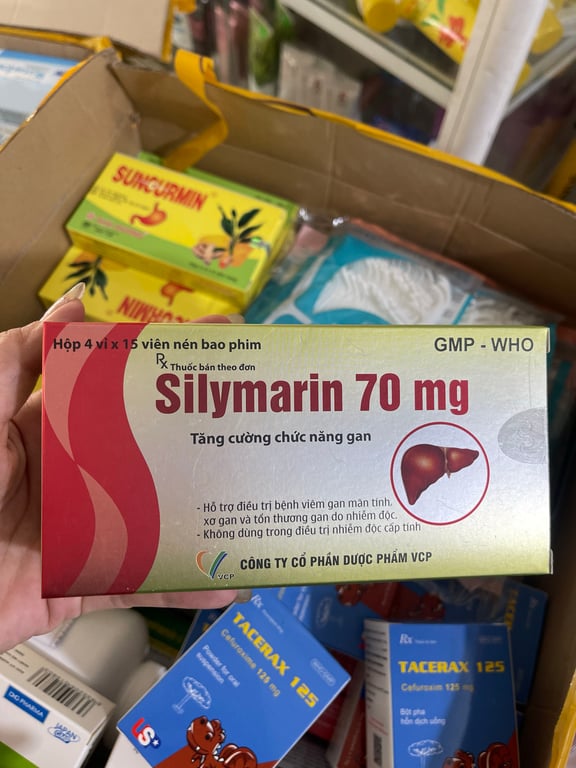 SUNCURMIN
Hộp 4 vỉ x 15 viên nén bao phim
GMP - WHO
Rx Thuốc bán theo đơn
Silymarin 70 mg
Tăng cường chức năng gan
- Hỗ trợ điều trị bệnh viêm gan mãn tính,
xơ gan và tổn thương gan do nhiễm độc.
- Không dùng trong điều trị nhiễm độc cấp tính
VCP
CÔNG TY CỔ PHẦN DƯỢC PHẨM VCP
Rx
TACERAX 125
Cefuroxime 125 mg
Powder for oral
suspension
US
Rx
TACERAX 125
Cefuroxim 125 mg
Bột pha
hỗn dịch uống
PHARMA
JAPAN